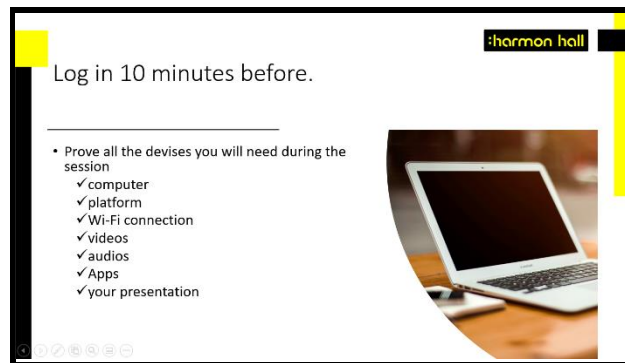 :harmon hall
Log in 10 minutes before.
• Prove all the devises you will need during the
session
✓computer
✓platform
✓Wi-Fi connection
✓videos
✓audios
✓Apps
✓your presentation